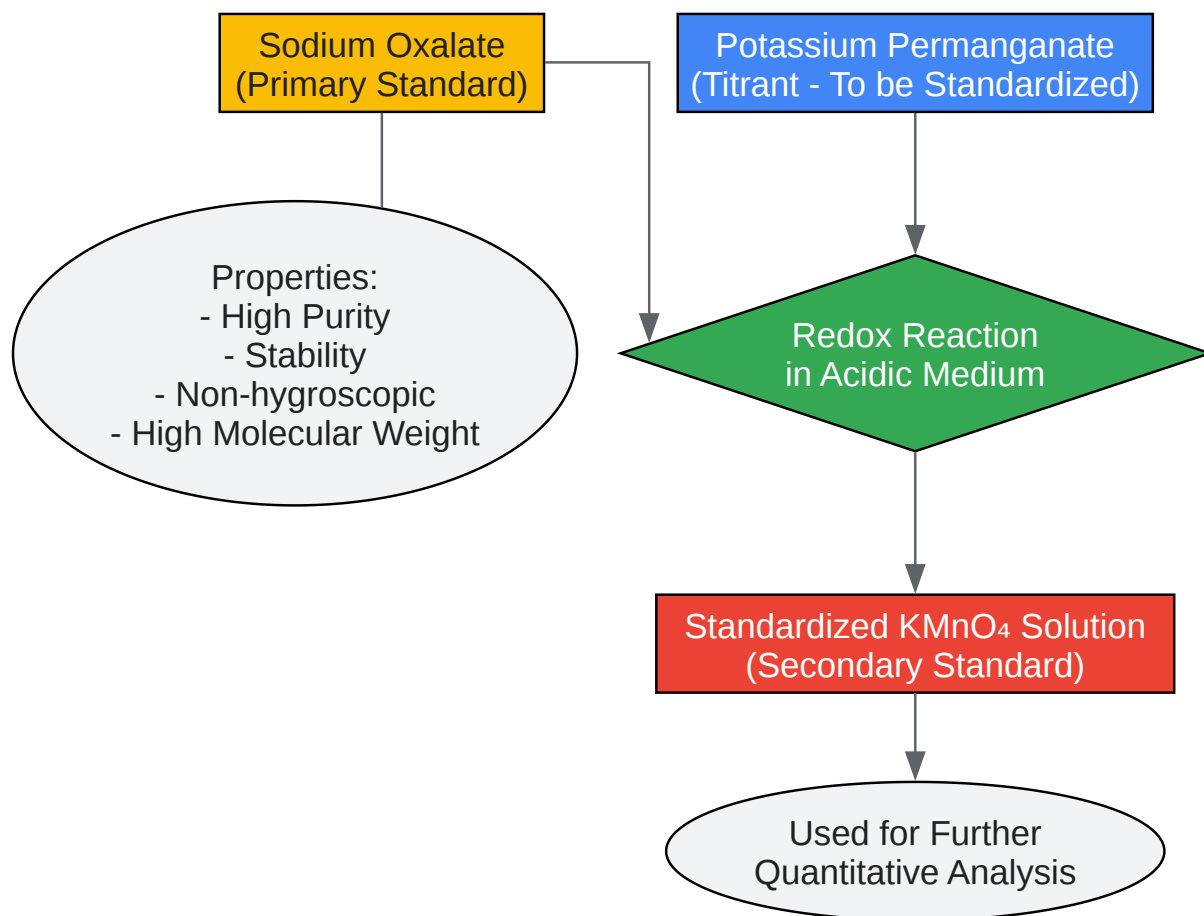 Sodium Oxalate
(Primary Standard)
Potassium Permanganate
(Titrant - To be Standardized)
Properties:
- High Purity
- Stability
- Non-hygroscopic
- High Molecular Weight
Redox Reaction
in Acidic Medium
Standardized KMnO₄ Solution
(Secondary Standard)
Used for Further
Quantitative Analysis